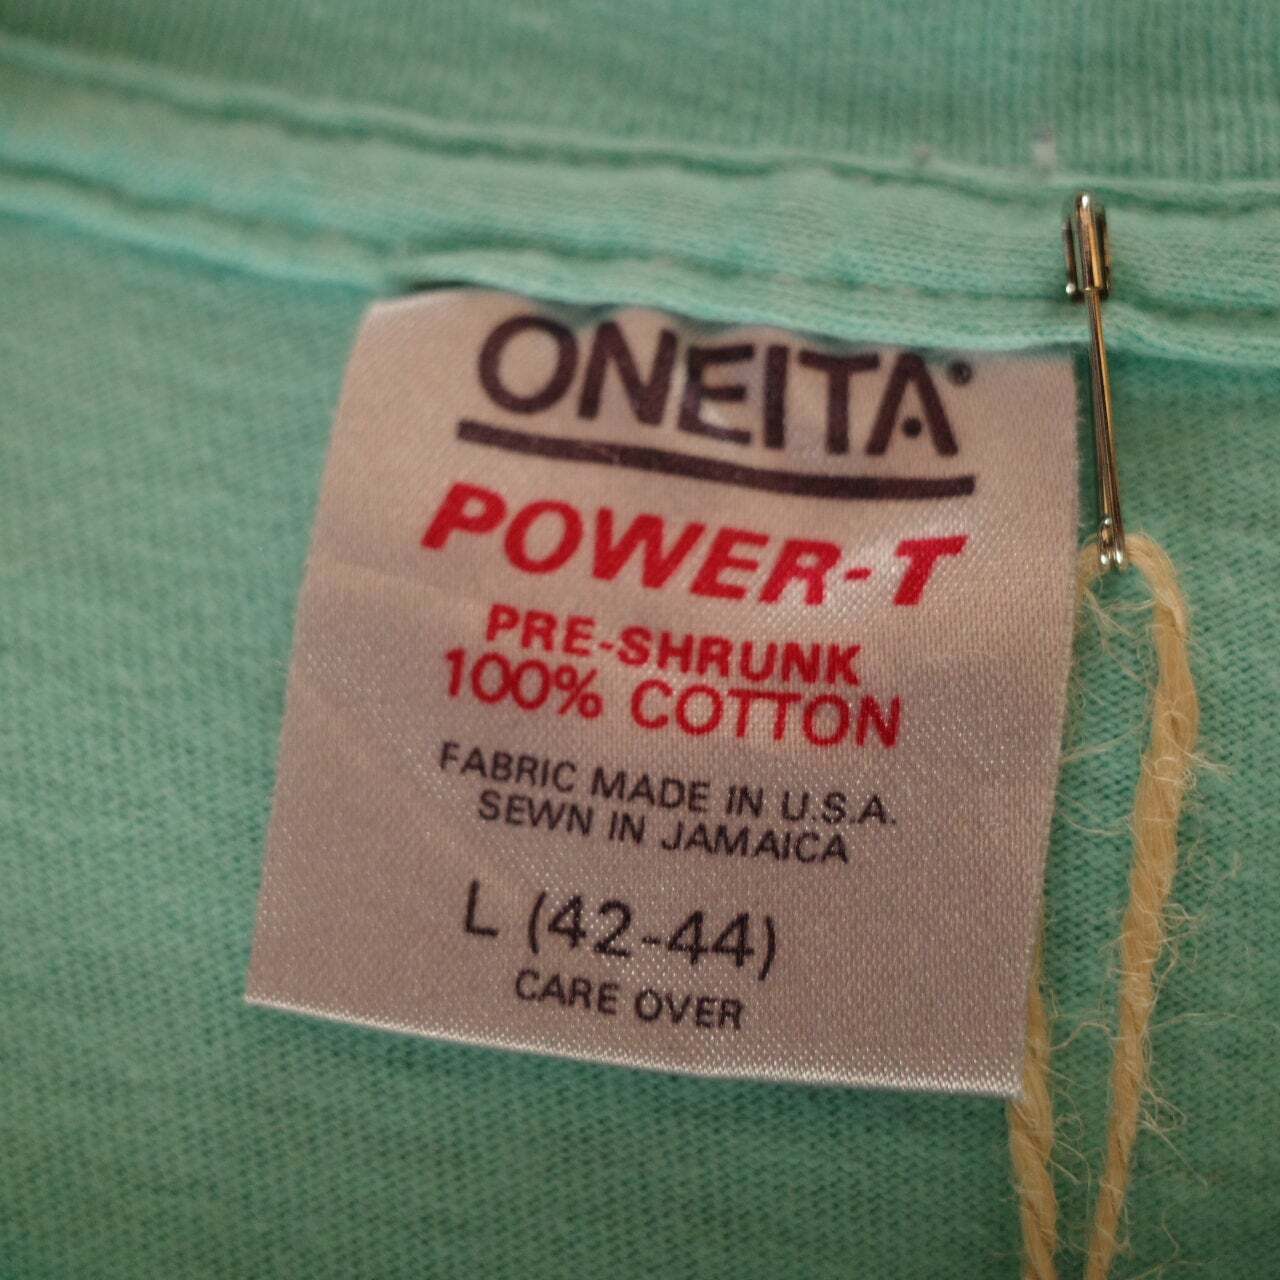 ONEITA®
POWER-T
PRE-SHRUNK
100% COTTON
FABRIC MADE IN U.S.A.
SEWN IN JAMAICA
L (42-44)
CARE OVER